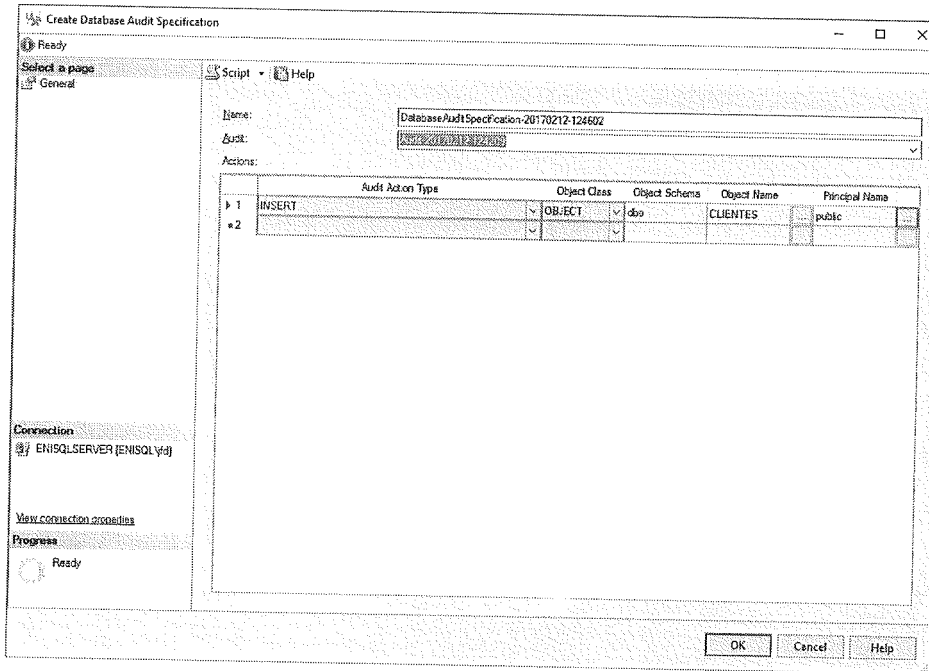 Create Database Audit Specification
Ready
Select a page
General
Script Help
Name: DatabaseAuditSpecification-20170212-124602
Audit:
Actions:
Audit Action Type Object Class Object Schema Object Name Principal Name
1 INSERT OBJECT dbo CLIENTES ... public ...
*2
Connection
ENISQLSERVER [ENISQL\jfd]
View connection properties
Progress
Ready
OK Cancel Help